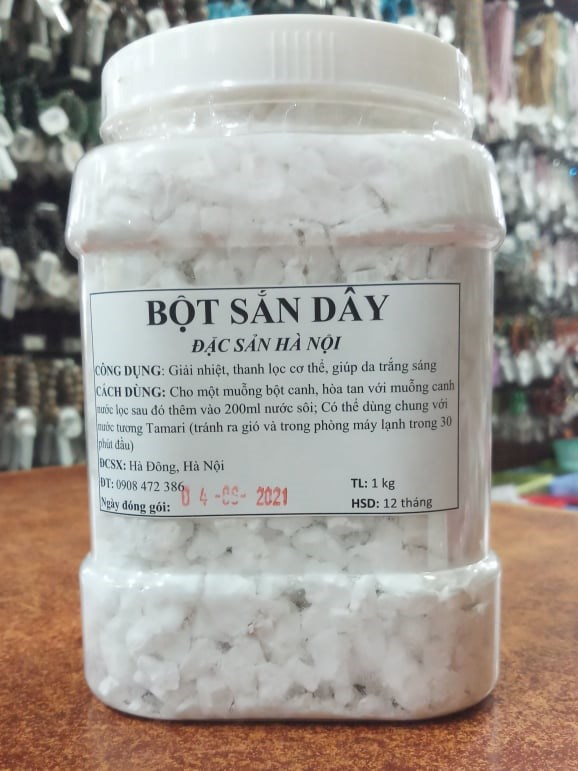 BỘT SẮN DÂY
ĐẶC SẢN HÀ NỘI
CÔNG DỤNG: Giải nhiệt, thanh lọc cơ thể, giúp da trắng sáng
CÁCH DÙNG: Cho một muỗng bột canh, hòa tan với muỗng canh
nước lọc sau đó thêm vào 200ml nước sôi; Có thể dùng chung với
nước tương Tamari (tránh ra gió và trong phòng máy lạnh trong 30
phút đầu)
ĐCSX: Hà Đông, Hà Nội
ĐT: 0908 472 386
TL: 1 kg
Ngày đóng gói: 2021
HSD: 12 tháng